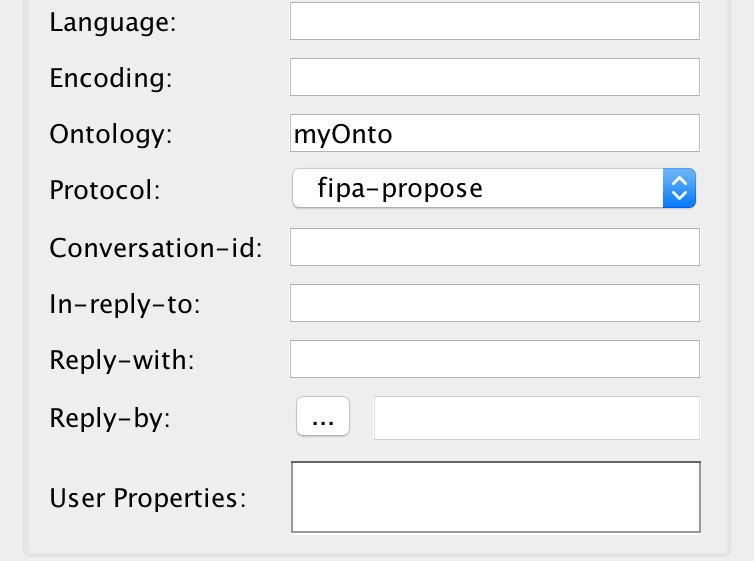 Language:
Encoding:
Ontology: myOnto
Protocol: fipa-propose
Conversation-id:
In-reply-to:
Reply-with:
Reply-by: ...
User Properties: